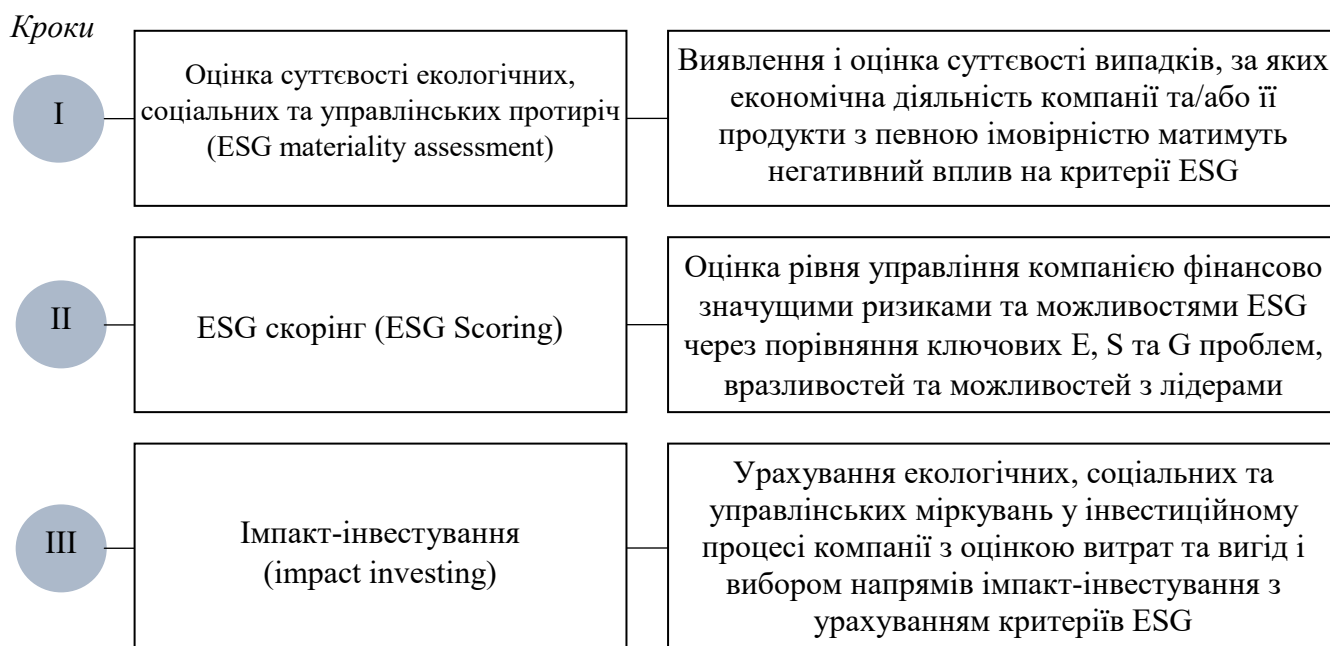 Кроки
I
Оцінка суттєвості екологічних,
соціальних та управлінських протиріч
(ESG materiality assessment)
Виявлення і оцінка суттєвості випадків, за яких
економічна діяльність компанії та/або її
продукти з певною імовірністю матимуть
негативний вплив на критерії ESG
II
ESG скорінг (ESG Scoring)
Оцінка рівня управління компанією фінансово
значущими ризиками та можливостями ESG
через порівняння ключових E, S та G проблем,
вразливостей та можливостей з лідерами
III
Імпакт-інвестування
(impact investing)
Урахування екологічних, соціальних та
управлінських міркувань у інвестиційному
процесі компанії з оцінкою витрат та вигід і
вибором напрямів імпакт-інвестування з
урахуванням критеріїв ESG